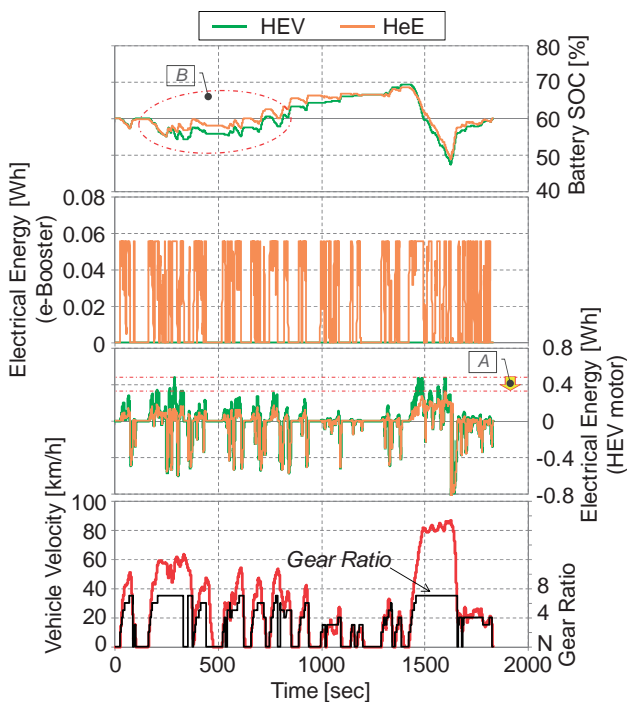 HEV
HeE
B
80
70
60
50
40
Battery SOC [%]
0.08
0.06
0.04
0.02
0
Electrical Energy [Wh]
(e-Booster)
A
0.8
0.4
0
-0.4
-0.8
Electrical Energy [Wh]
(HEV motor)
100
80
60
40
20
0
Vehicle Velocity [km/h]
Gear Ratio
8
4
N
Gear Ratio
0
500
1000
1500
2000
Time [sec]